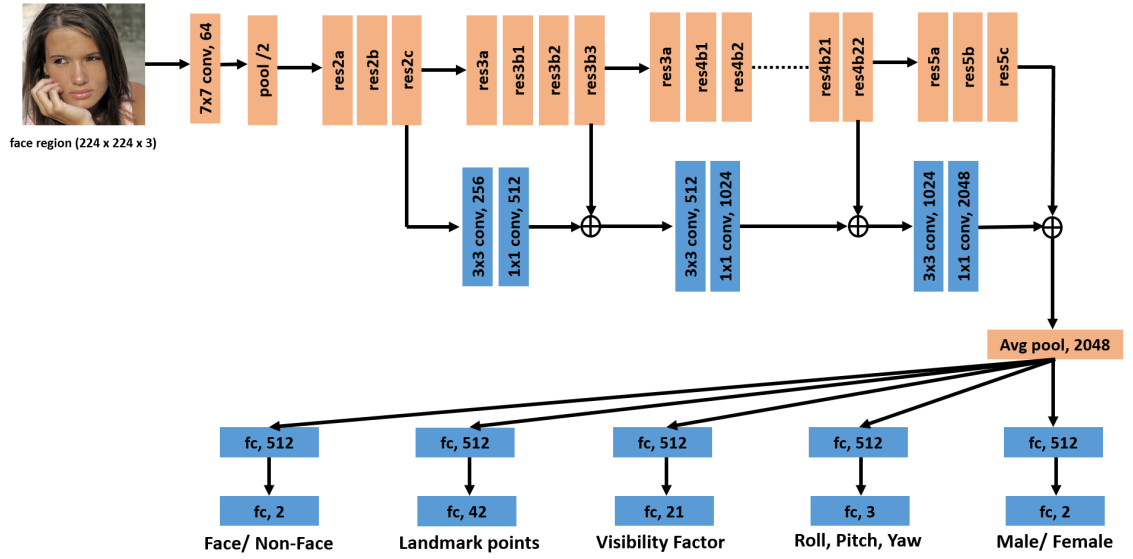 7x7 conv, 64
pool /2
res2a
res2b
res2c
res3a
res3b1
res3b2
res3b3
res3a
res4b1
res4b2
res4b21
res4b22
res5a
res5b
res5c
face region (224 x 224 x 3)
3x3 conv, 256
1x1 conv, 512
3x3 conv, 512
1x1 conv, 1024
3x3 conv, 1024
1x1 conv, 2048
Avg pool, 2048
fc, 512
fc, 512
fc, 512
fc, 512
fc, 512
fc, 2
fc, 42
fc, 21
fc, 3
fc, 2
Face/ Non-Face
Landmark points
Visibility Factor
Roll, Pitch, Yaw
Male/ Female